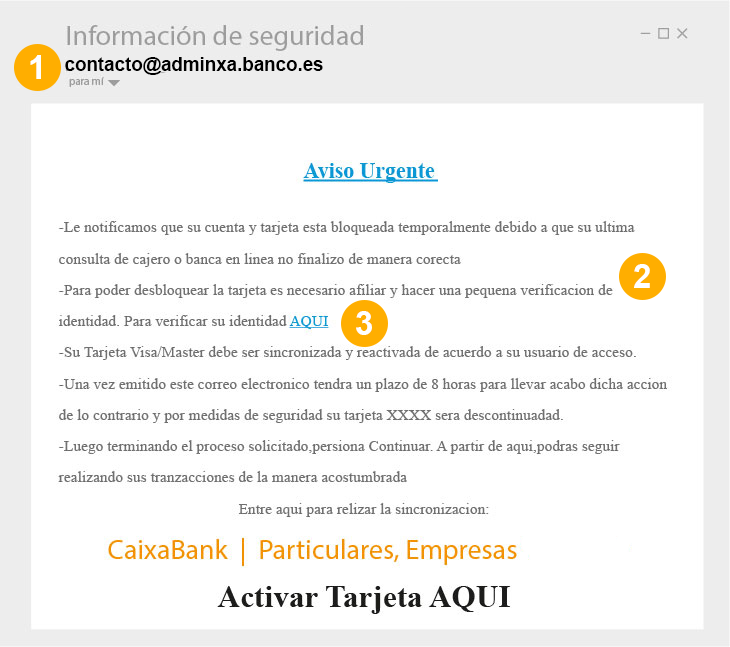 Información de seguridad
1 contacto@adminxa.banco.es
para mí
Aviso Urgente
-Le notificamos que su cuenta y tarjeta esta bloqueada temporalmente debido a que su ultima
consulta de cajero o banca en linea no finalizo de manera corecta
-Para poder desbloquear la tarjeta es necesario afiliar y hacer una pequena verificacion de 2
identidad. Para verificar su identidad AQUI 3
-Su Tarjeta Visa/Master debe ser sincronizada y reactivada de acuerdo a su usuario de acceso.
-Una vez emitido este correo electronico tendra un plazo de 8 horas para llevar acabo dicha accion
de lo contrario y por medidas de seguridad su tarjeta XXXX sera descontinuadad.
-Luego terminando el proceso solicitado,persiona Continuar. A partir de aqui,podras seguir
realizando sus tranzacciones de la manera acostumbrada
Entre aqui para relizar la sincronizacion:
CaixaBank | Particulares, Empresas
Activar Tarjeta AQUI